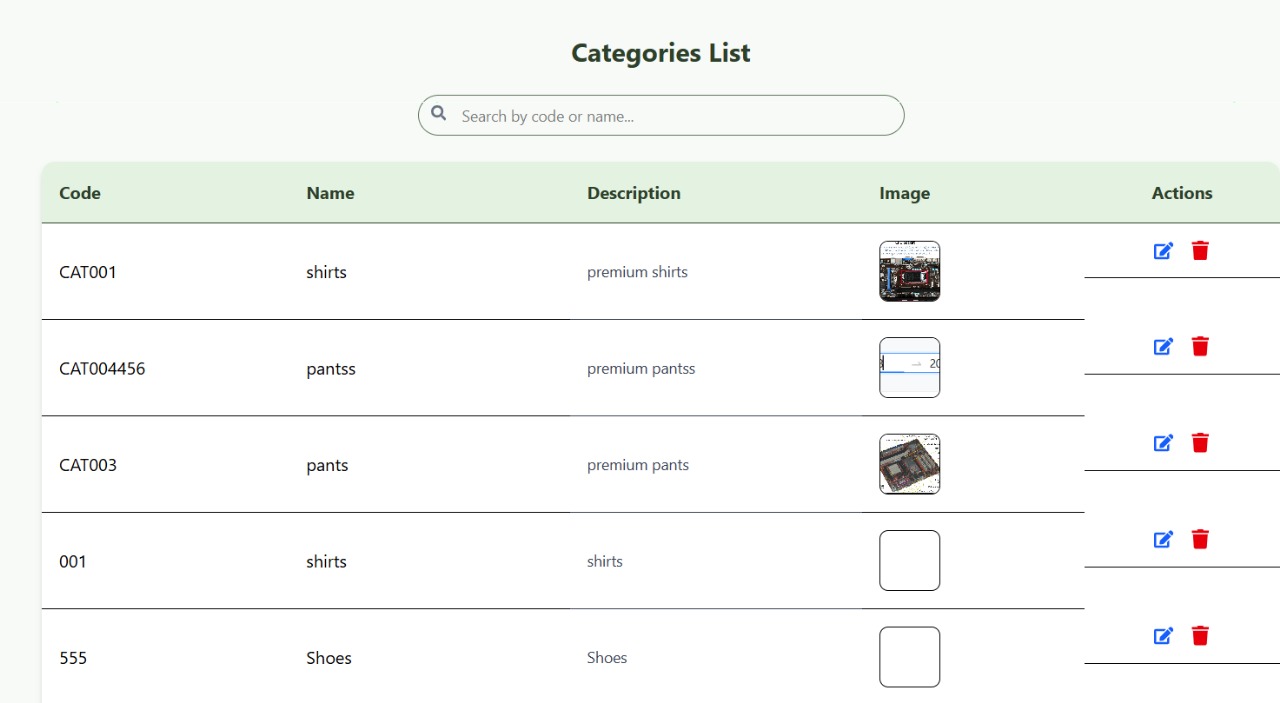 Categories List
Search by code or name...
Code Name Description Image Actions
CAT001 shirts premium shirts
CAT004456 pantss premium pantss
20
CAT003 pants premium pants
001 shirts shirts
555 Shoes Shoes